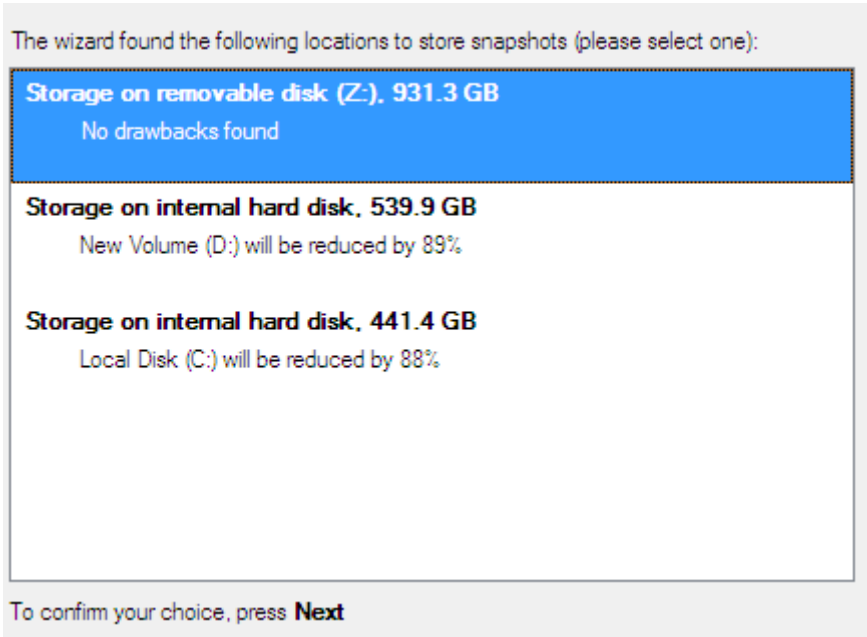 The wizard found the following locations to store snapshots (please select one):
Storage on removable disk (Z:), 931.3 GB
No drawbacks found
Storage on internal hard disk, 539.9 GB
New Volume (D:) will be reduced by 89%
Storage on internal hard disk, 441.4 GB
Local Disk (C:) will be reduced by 88%
To confirm your choice, press Next